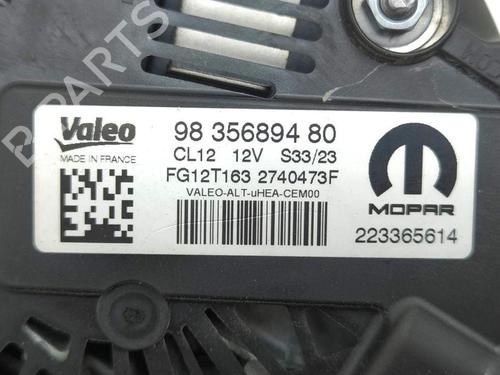 B-PARTS
Valeo
MADE IN FRANCE
98 356894 80
CL12 12V S33/23
FG12T163 2740473F
VALEO-ALT-uHEA-CEM00
MOPAR
223365614